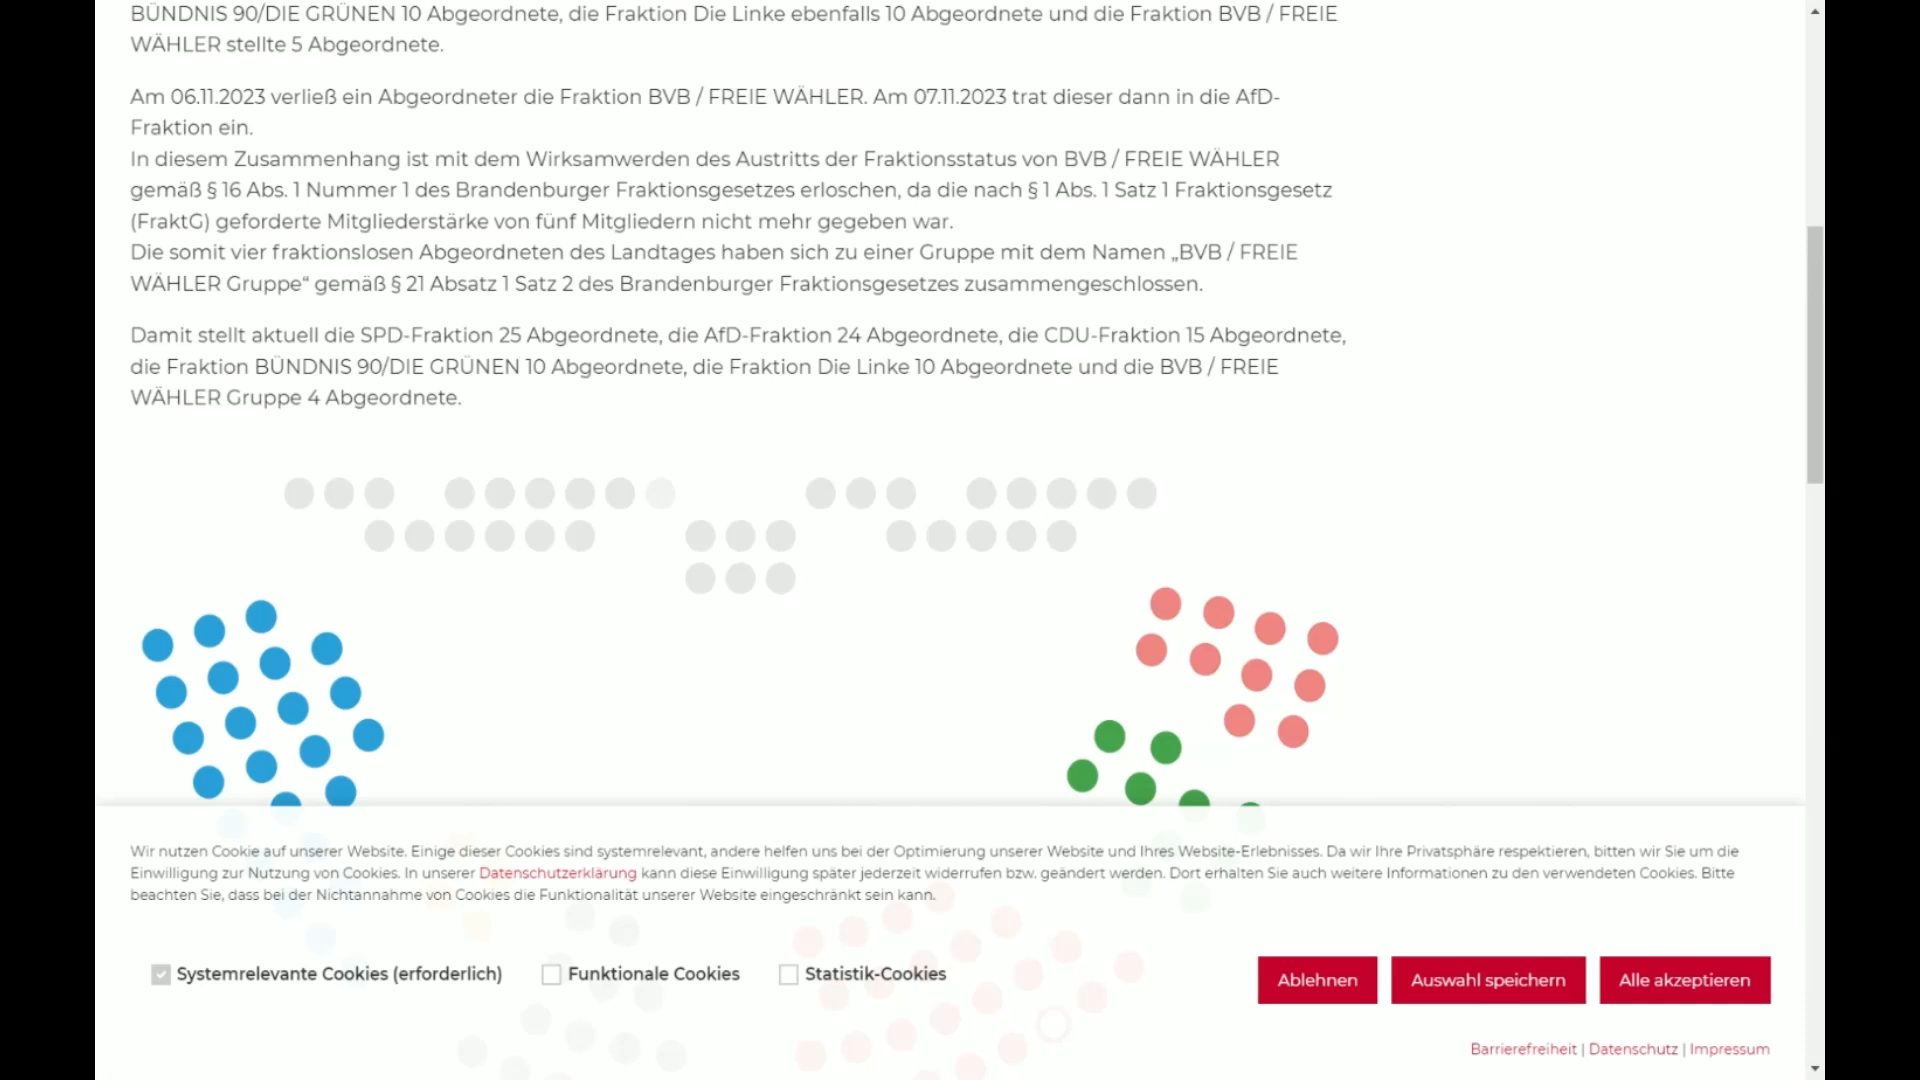 BÜNDNIS 90/DIE GRÜNEN 10 Abgeordnete, die Fraktion Die Linke ebenfalls 10 Abgeordnete und die Fraktion BVB / FREIE
WÄHLER stellte 5 Abgeordnete.
Am 06.11.2023 verließ ein Abgeordneter die Fraktion BVB / FREIE WÄHLER. Am 07.11.2023 trat dieser dann in die AfD-
Fraktion ein.
In diesem Zusammenhang ist mit dem Wirksamwerden des Austritts der Fraktionsstatus von BVB / FREIE WÄHLER
gemäß § 16 Abs. 1 Nummer 1 des Brandenburger Fraktionsgesetzes erloschen, da die nach § 1 Abs. 1 Satz 1 Fraktionsgesetz
(FraktG) geforderte Mitgliederstärke von fünf Mitgliedern nicht mehr gegeben war.
Die somit vier fraktionslosen Abgeordneten des Landtages haben sich zu einer Gruppe mit dem Namen „BVB / FREIE
WÄHLER Gruppe“ gemäß § 21 Absatz 1 Satz 2 des Brandenburger Fraktionsgesetzes zusammengeschlossen.
Damit stellt aktuell die SPD-Fraktion 25 Abgeordnete, die AfD-Fraktion 24 Abgeordnete, die CDU-Fraktion 15 Abgeordnete,
die Fraktion BÜNDNIS 90/DIE GRÜNEN 10 Abgeordnete, die Fraktion Die Linke 10 Abgeordnete und die BVB / FREIE
WÄHLER Gruppe 4 Abgeordnete.
Wir nutzen Cookie auf unserer Website. Einige dieser Cookies sind systemrelevant, andere helfen uns bei der Optimierung unserer Website und Ihres Website-Erlebnisses. Da wir Ihre Privatsphäre respektieren, bitten wir Sie um die
Einwilligung zur Nutzung von Cookies. In unserer Datenschutzerklärung kann diese Einwilligung später jederzeit widerrufen bzw. geändert werden. Dort erhalten Sie auch weitere Informationen zu den verwendeten Cookies. Bitte
beachten Sie, dass bei der Nichtannahme von Cookies die Funktionalität unserer Website eingeschränkt sein kann.
Systemrelevante Cookies (erforderlich) Funktionale Cookies Statistik-Cookies
Ablehnen Auswahl speichern Alle akzeptieren
Barrierefreiheit | Datenschutz | Impressum